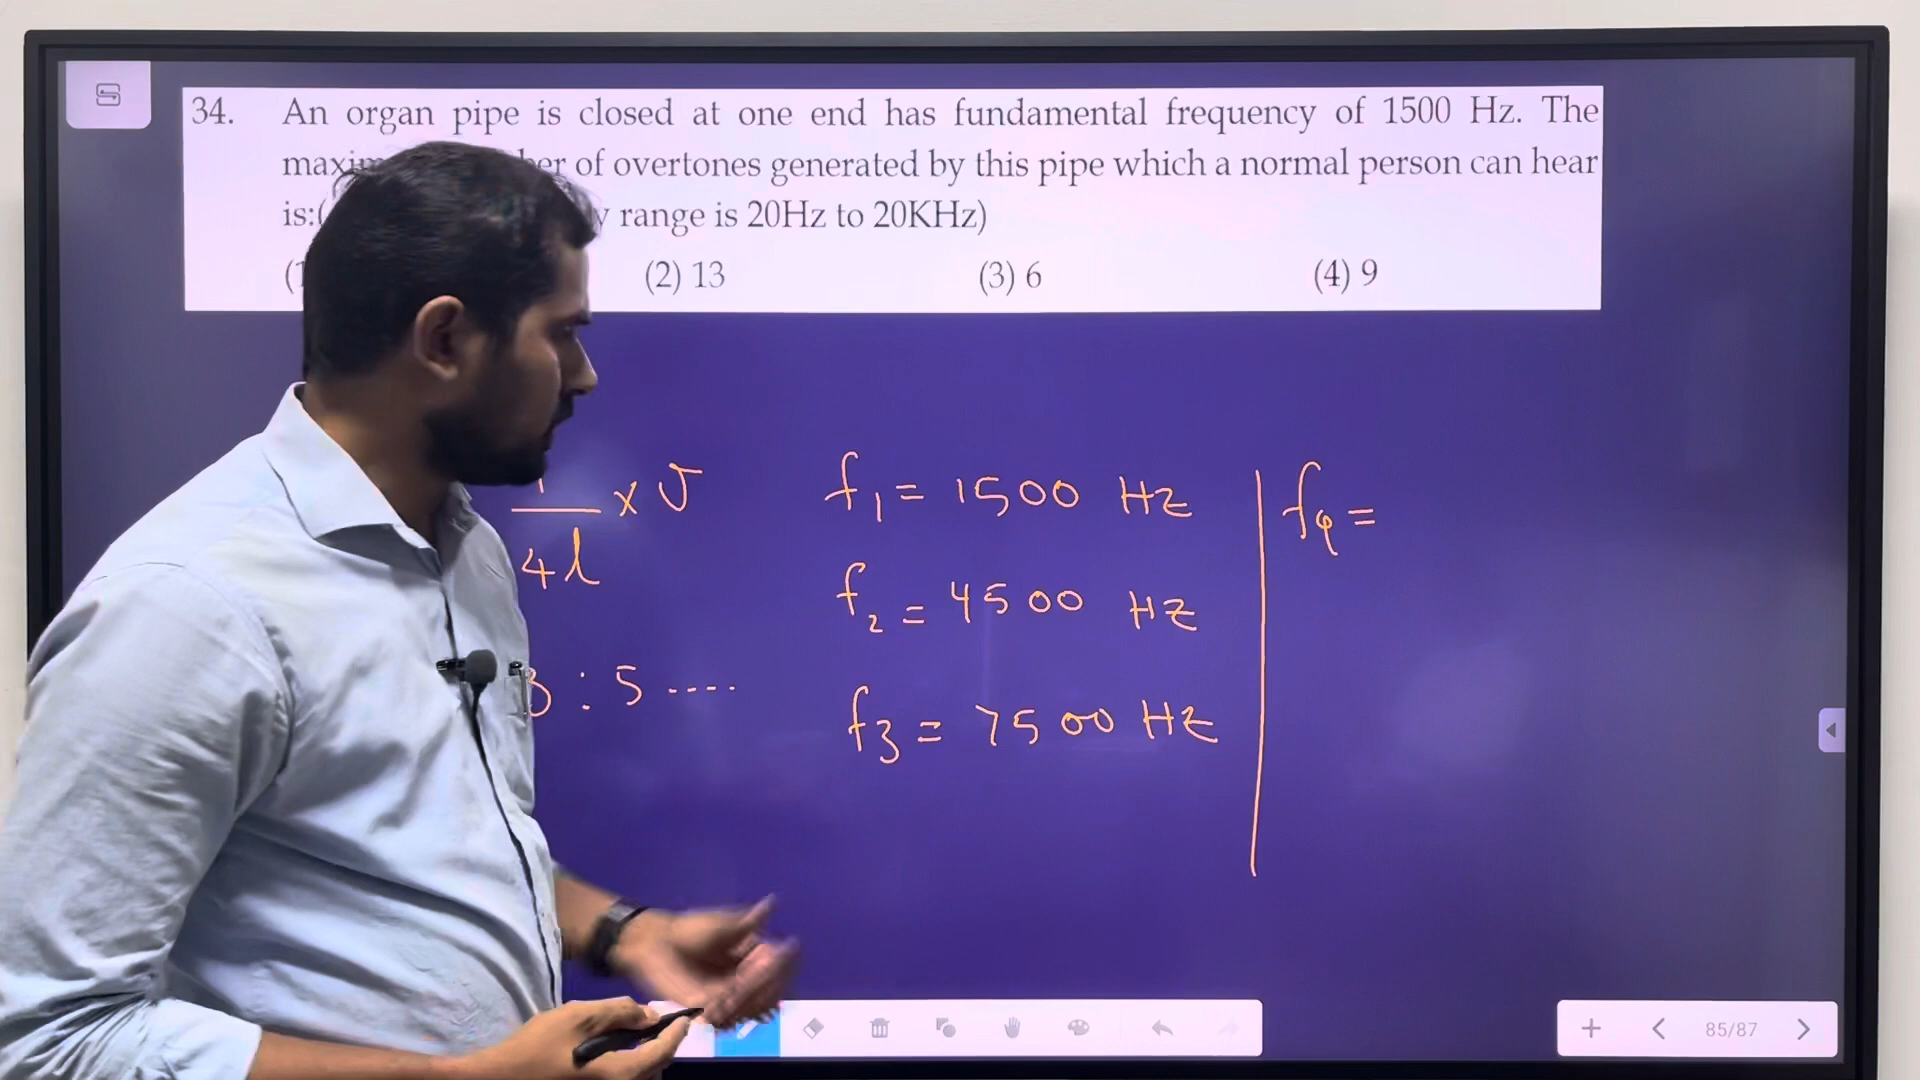 34. An organ pipe is closed at one end has fundamental frequency of 1500 Hz. The
of overtones generated by this pipe which a normal person can hear
is:( range is 20Hz to 20KHz)
(2) 13 (3) 6 (4) 9
4l × v
: 5 ----
f1 = 1500 Hz
f2 = 4500 Hz
f3 = 7500 Hz
f4 =
85/87